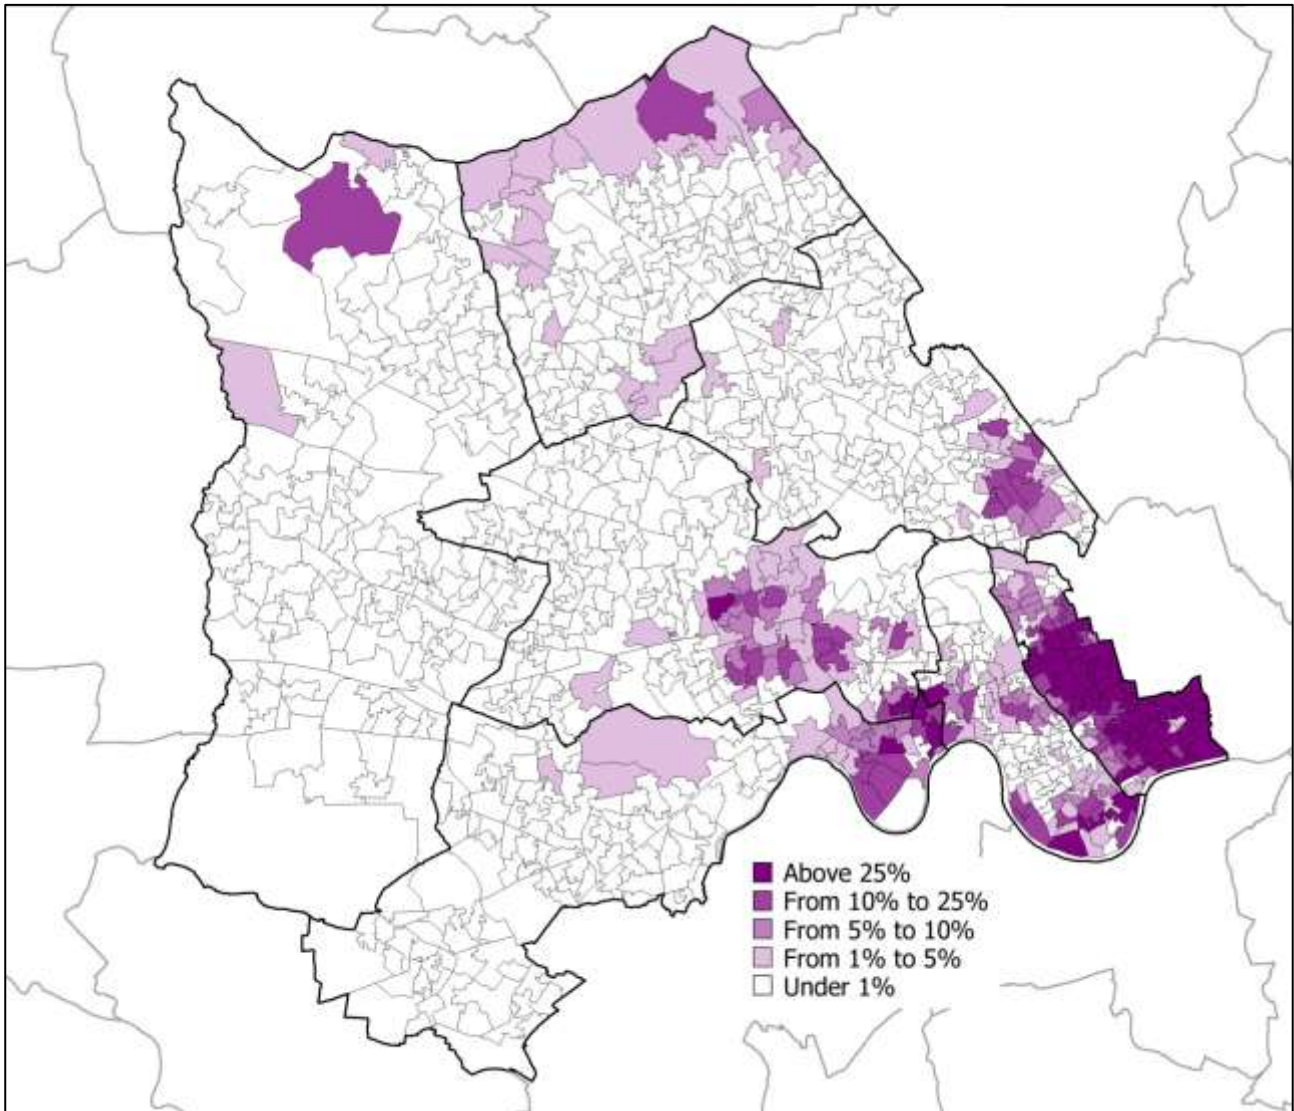 Above 25%
From 10% to 25%
From 5% to 10%
From 1% to 5%
Under 1%